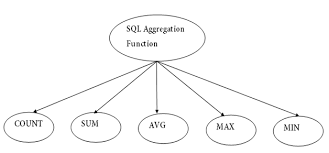 SQL Aggregation
Function
COUNT
SUM
AVG
MAX
MIN